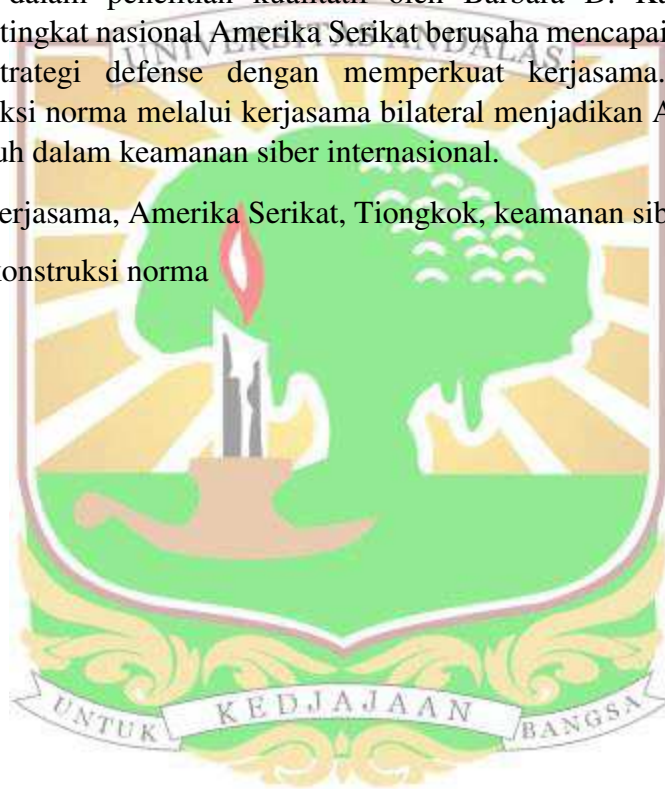 dalam penelitian kualitatif oleh Barbara D.
tingkat nasional Amerika Serikat berusaha mencapai
UNIVERSITAS ANDALAS
trategi defense dengan memperkuat kerjasama.
ksi norma melalui kerjasama bilateral menjadikan A
uh dalam keamanan siber internasional.
erjasama, Amerika Serikat, Tiongkok, keamanan sib
konstruksi norma
UNTUK KEDJAJAAN BANGSA